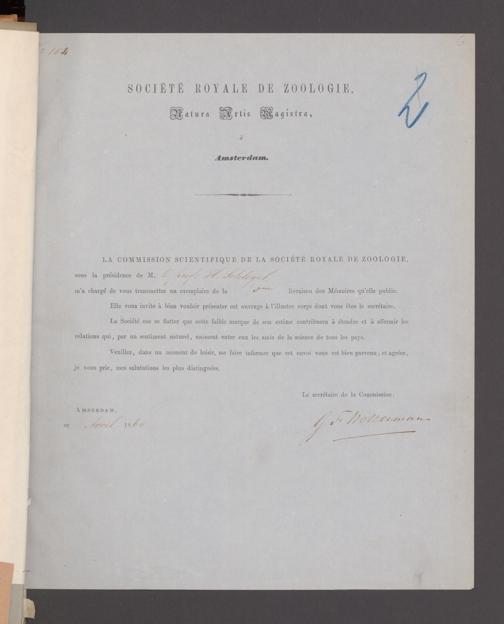 164
2
SOCIÉTÉ ROYALE DE ZOOLOGIE,
Natura Artis Magistra,
à
Amsterdam.
LA COMMISSION SCIENTIFIQUE DE LA SOCIÉTÉ ROYALE DE ZOOLOGIE,
sous la présidence de M. H. Schlegel
m'a chargé de vous transmettre un exemplaire de la livraison des Mémoires qu'elle publie.
Elle vous invite à bien vouloir présenter cet ouvrage à l'illustre corps dont vous êtes le secrétaire.
La Société ose se flatter que cette faible marque de son estime contribuera à étendre et à affermir les
relations qui, par un sentiment naturel, unissent entre eux les amis de la science de tous les pays.
Veuillez, dans un moment de loisir, me faire informer que cet envoi vous est bien parvenu; et agréer,
je vous prie, mes salutations les plus distinguées.
Le secrétaire de la Commission:
AMSTERDAM,
Avril 1860
G F Westerman